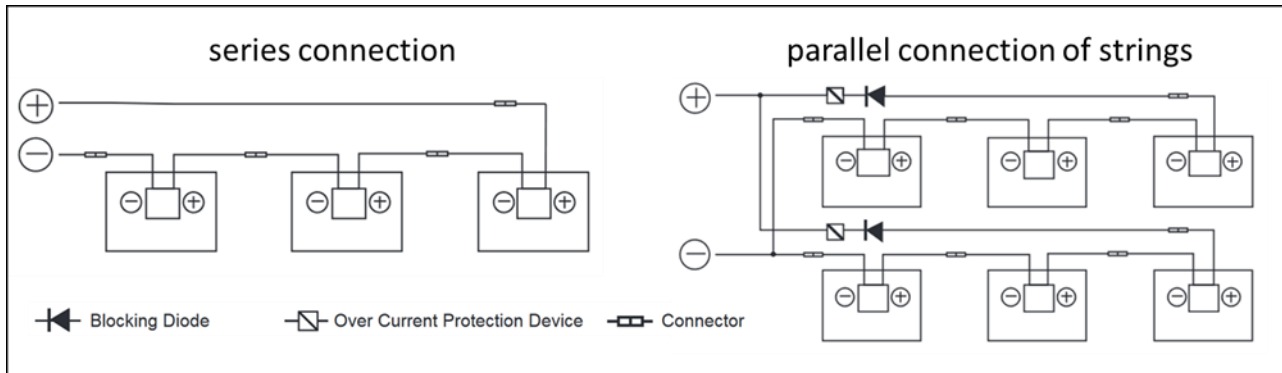 series connection
parallel connection of strings
+
−
− + − + − +
+
−
− + − + − +
− + − + − +
Blocking Diode Over Current Protection Device Connector